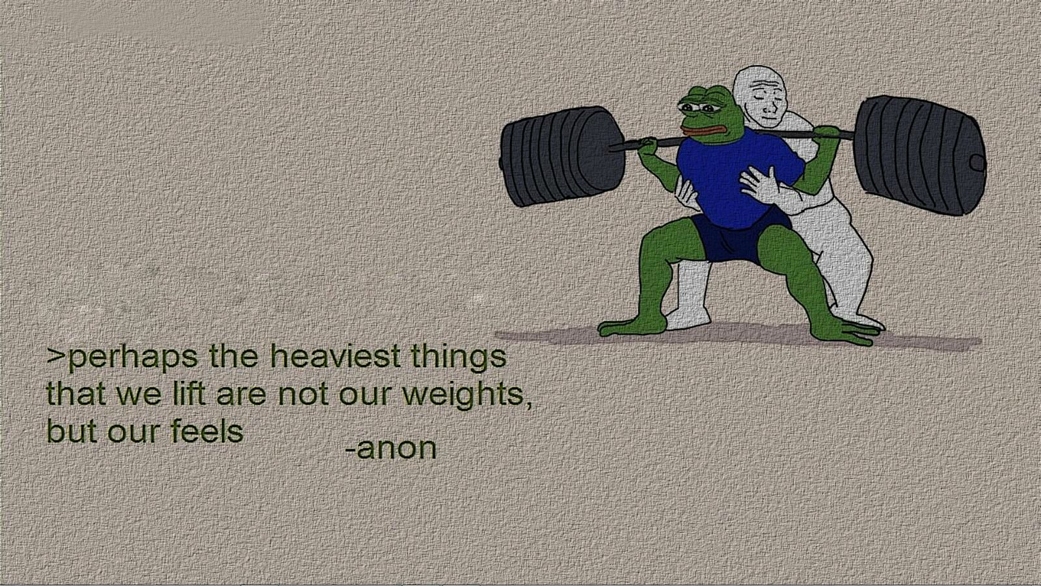 >perhaps the heaviest things
that we lift are not our weights,
but our feels
-anon